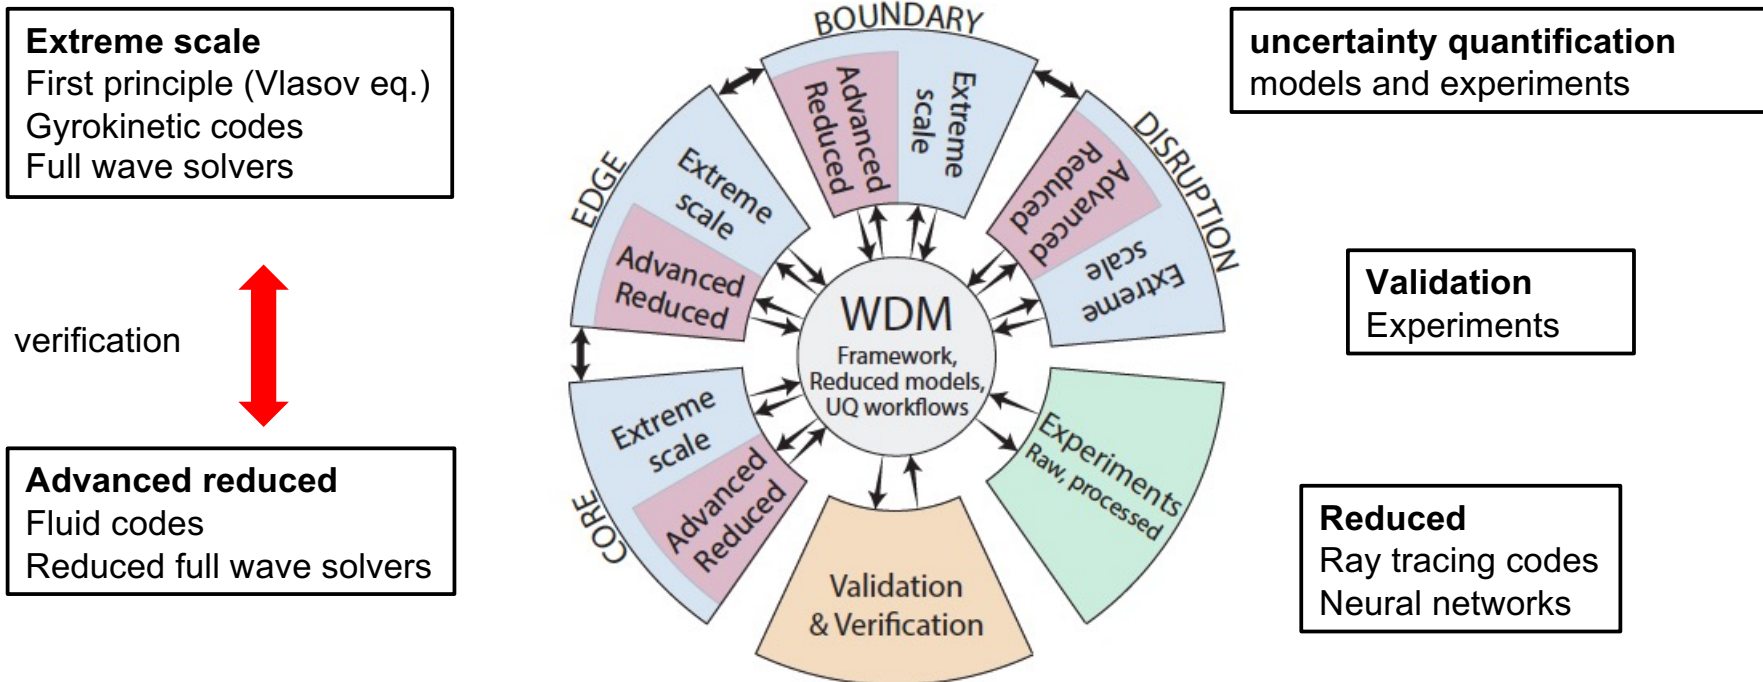 Extreme scale
First principle (Vlasov eq.)
Gyrokinetic codes
Full wave solvers
verification
Advanced reduced
Fluid codes
Reduced full wave solvers
BOUNDARY
Advanced
Reduced
Extreme
scale
EDGE
Extreme
scale
Advanced
Reduced
DISRUPTION
Advanced
Reduced
Extreme
scale
WDM
Framework,
Reduced models,
UQ workflows
CORE
Extreme
scale
Advanced
Reduced
Experiments
Raw, processed
Validation
& Verification
uncertainty quantification
models and experiments
Validation
Experiments
Reduced
Ray tracing codes
Neural networks